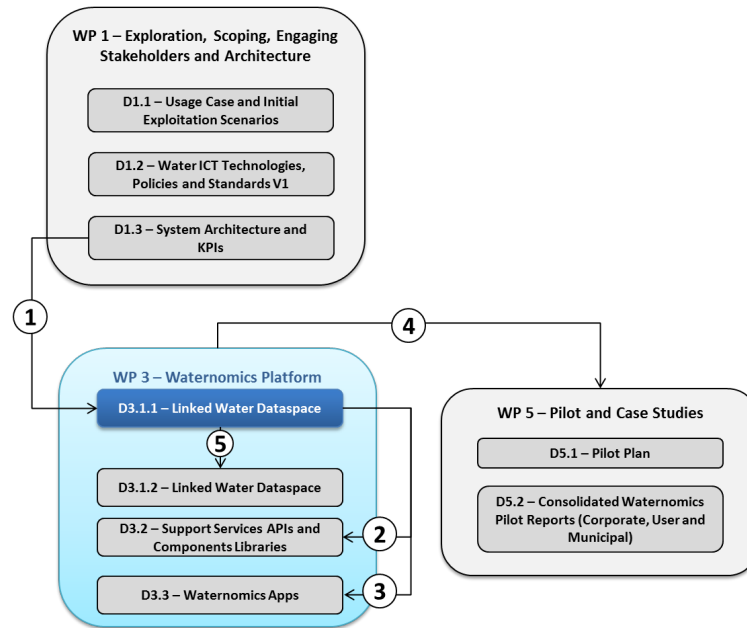 WP 1 – Exploration, Scoping, Engaging
Stakeholders and Architecture
D1.1 – Usage Case and Initial
Exploitation Scenarios
D1.2 – Water ICT Technologies,
Policies and Standards V1
D1.3 – System Architecture and
KPIs
1
4
WP 3 – Waternomics Platform
D3.1.1 – Linked Water Dataspace
5
D3.1.2 – Linked Water Dataspace
D3.2 – Support Services APIs and
Components Libraries
2
D3.3 – Waternomics Apps
3
WP 5 – Pilot and Case Studies
D5.1 – Pilot Plan
D5.2 – Consolidated Waternomics
Pilot Reports (Corporate, User and
Municipal)